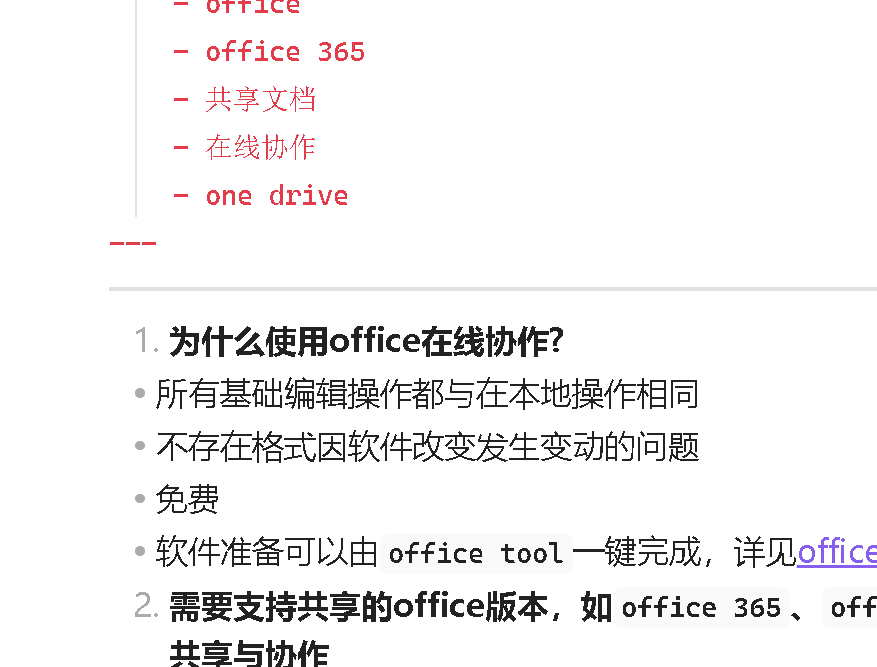 - office
- office 365
- 共享文档
- 在线协作
- one drive
---
1. 为什么使用office在线协作?
• 所有基础编辑操作都与在本地操作相同
• 不存在格式因软件改变发生变动的问题
• 免费
• 软件准备可以由 office tool 一键完成，详见office
2. 需要支持共享的office版本，如 office 365 、 off
共享与协作